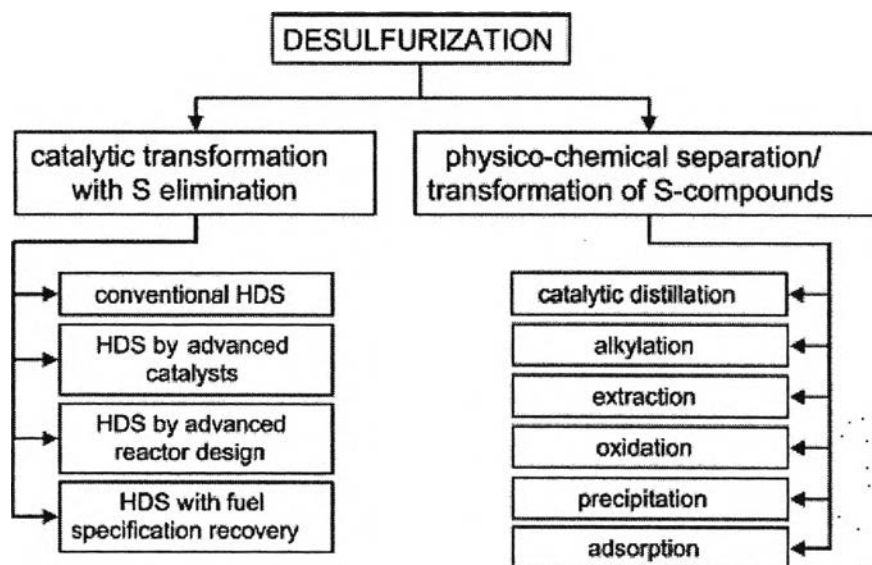 DESULFURIZATION
catalytic transformation
with S elimination
physico-chemical separation/
transformation of S-compounds
conventional HDS
HDS by advanced
catalysts
HDS by advanced
reactor design
HDS with fuel
specification recovery
catalytic distillation
alkylation
extraction
oxidation
precipitation
adsorption